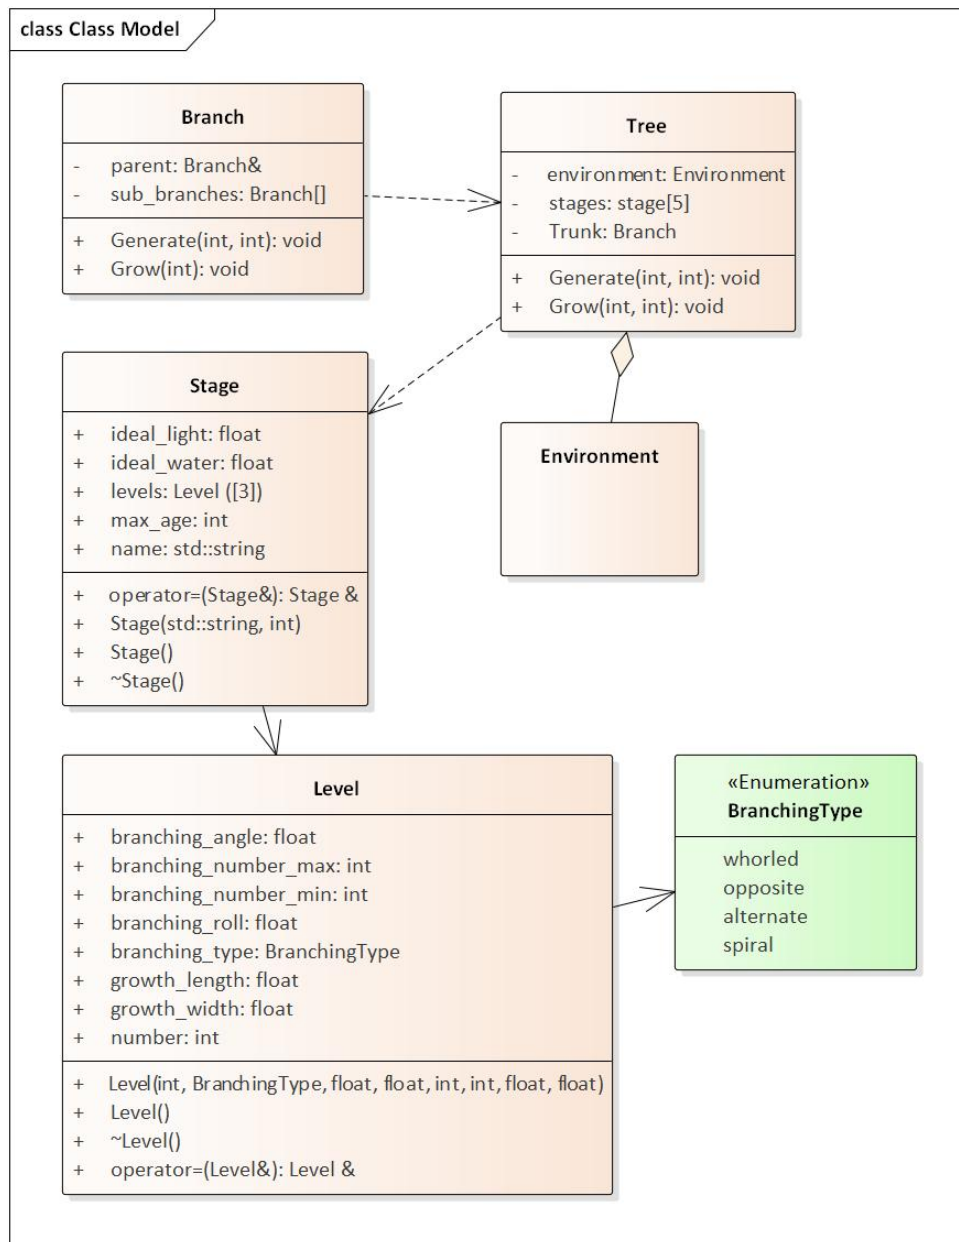 class Class Model
Branch
- parent: Branch&
- sub_branches: Branch[]
+ Generate(int, int): void
+ Grow(int): void
Tree
- environment: Environment
- stages: stage[5]
- Trunk: Branch
+ Generate(int, int): void
+ Grow(int, int): void
Stage
+ ideal_light: float
+ ideal_water: float
+ levels: Level ([3])
+ max_age: int
+ name: std::string
+ operator=(Stage&): Stage &
+ Stage(std::string, int)
+ Stage()
+ ~Stage()
Environment
Level
+ branching_angle: float
+ branching_number_max: int
+ branching_number_min: int
+ branching_roll: float
+ branching_type: BranchingType
+ growth_length: float
+ growth_width: float
+ number: int
+ Level(int, BranchingType, float, float, int, int, float, float)
+ Level()
+ ~Level()
+ operator=(Level&): Level &
«Enumeration»
BranchingType
whorled
opposite
alternate
spiral